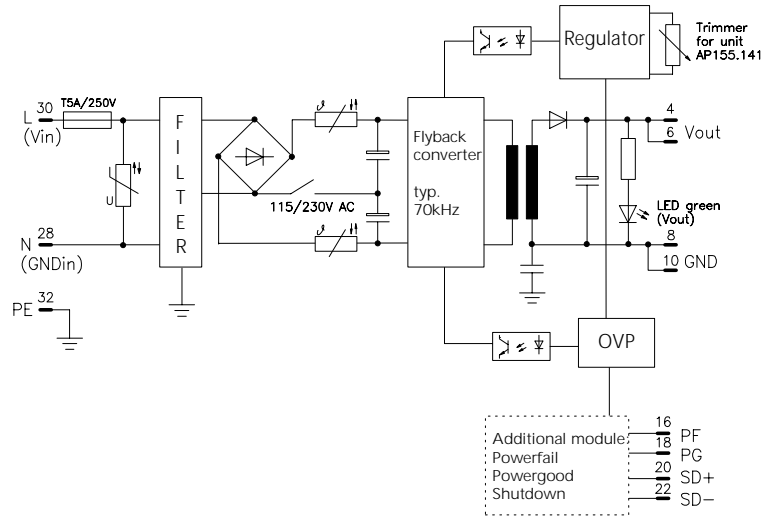 Regulator
Trimmer
for unit
AP155.141
L 30
(Vin)
T5A/250V
F
I
L
T
E
R
ϑ
Flyback
converter
typ.
70kHz
4
6
Vout
U
115/230V AC
ϑ
LED green
(Vout)
N 28
(GNDin)
8
10 GND
PE 32
OVP
Additional module
Powerfail
Powergood
Shutdown
16 PF
18 PG
20 SD+
22 SD−